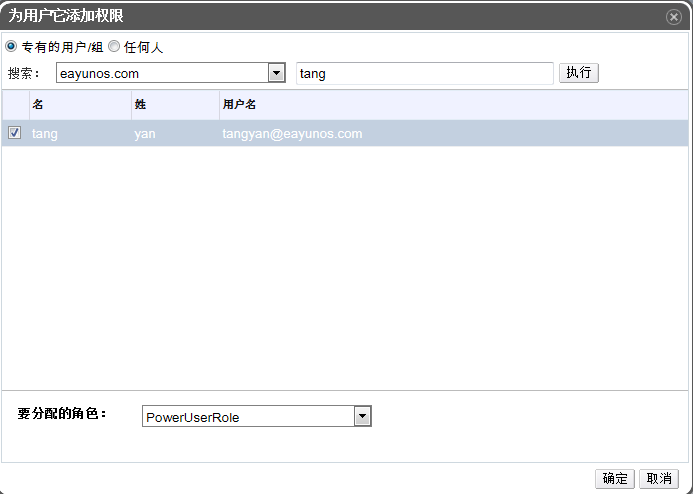 为用户它添加权限
专有的用户/组 任何人
搜索： eayunos.com tang 执行
名 姓 用户名
tang yan tangyan@eayunos.com
要分配的角色： PowerUserRole
确定 取消